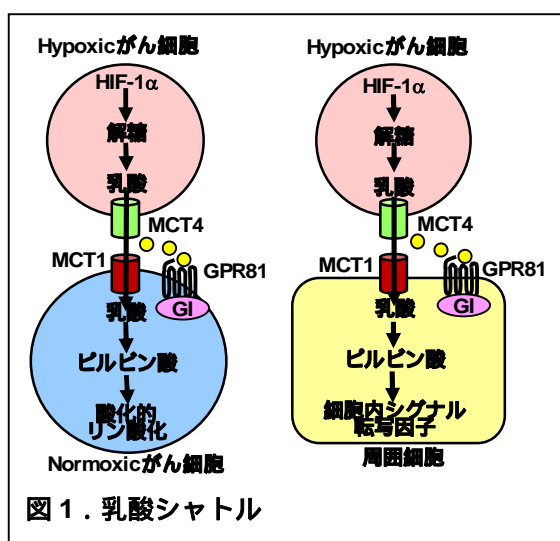 Hypoxicがん細胞
HIF-1α
解糖
乳酸
MCT4
MCT1
GPR81
GI
乳酸
ピルビン酸
酸化的
リン酸化
Normoxicがん細胞
Hypoxicがん細胞
HIF-1α
解糖
乳酸
MCT4
MCT1
GPR81
GI
乳酸
ピルビン酸
細胞内シグナル
転写因子
周囲細胞
図1．乳酸シャトル